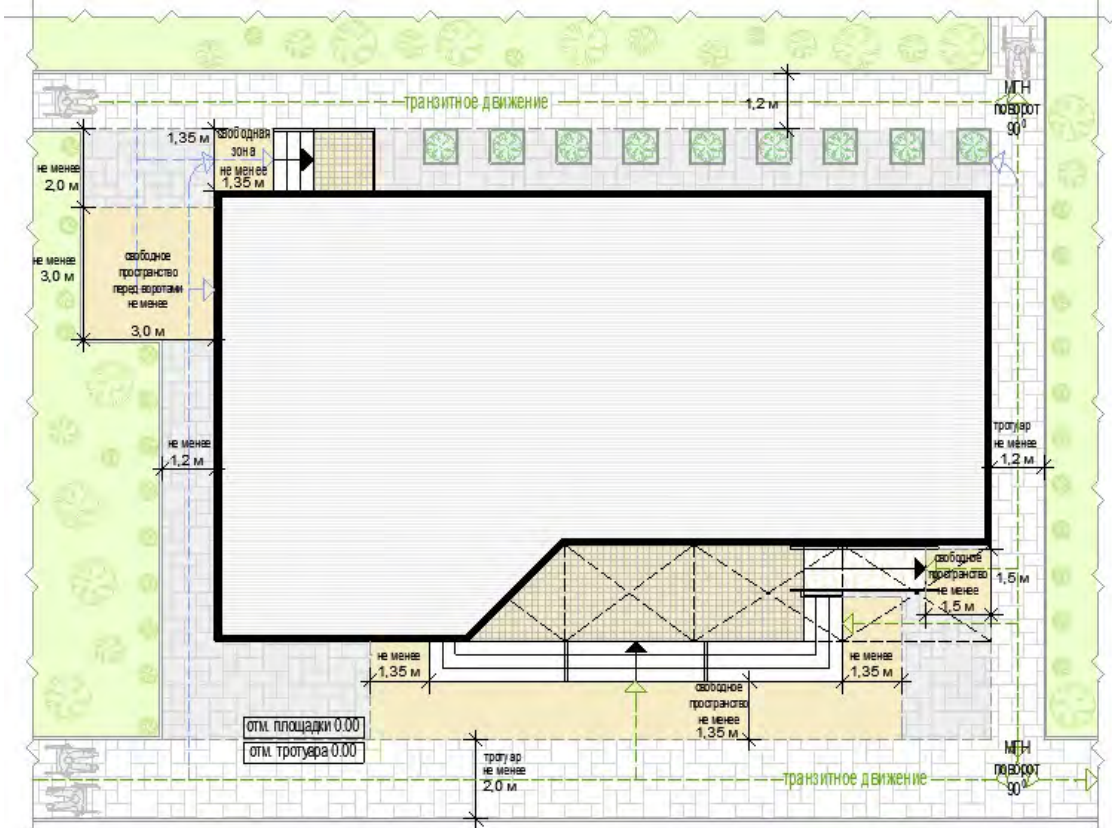 МГН
поворот
90⁰
транзитное движение
1,2 м
1,35 м
свободная
зона
не менее
1,35 м
не менее
2,0 м
не менее
3,0 м
свободное
пространство
перед воротами
не менее
3,0 м
не менее
1,2 м
тротуар
не менее
1,2 м
свободное
пространство
не менее
1,5 м
1,5 м
не менее
1,35 м
не менее
1,35 м
свободное
пространство
не менее
1,35 м
отм. площадки 0.00
отм. тротуара 0.00
тротуар
не менее
2,0 м
транзитное движение
МГН
поворот
90⁰